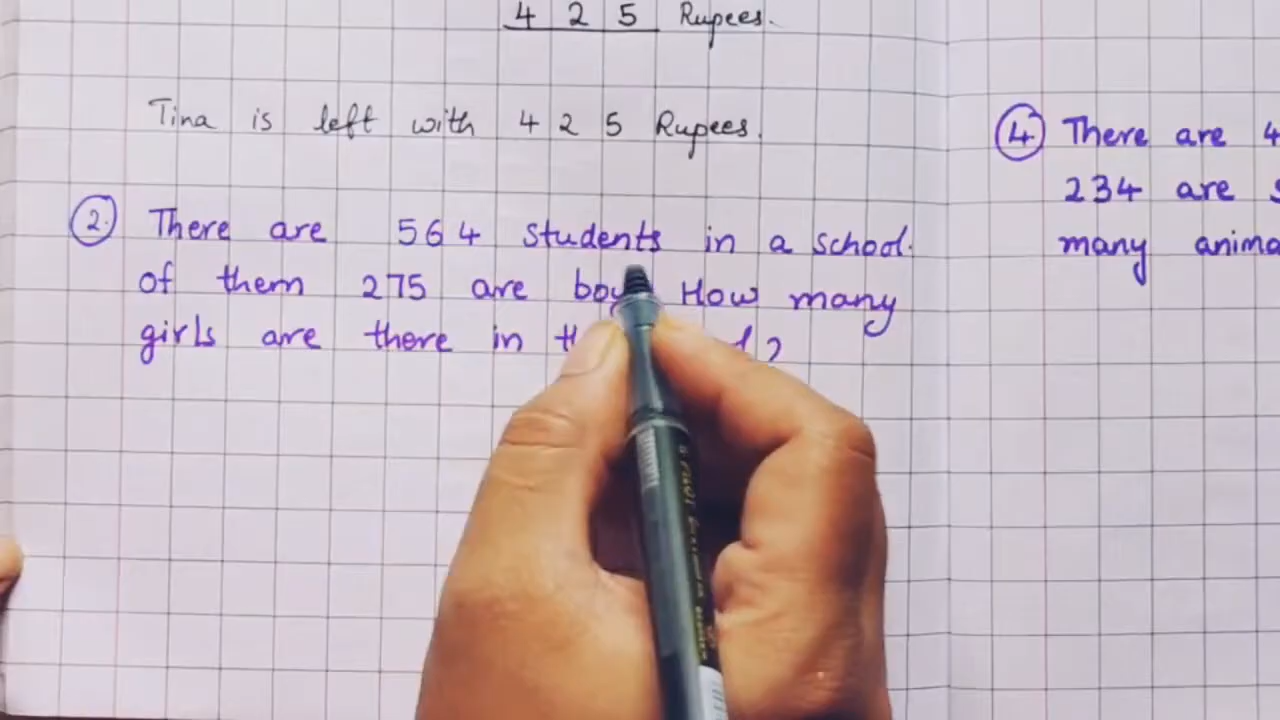 4 2 5 Rupees.
Tina is left with 4 2 5 Rupees.
2. There are 564 students in a school.
of them 275 are How many
girls are there in
4. There are 4
234 are
many